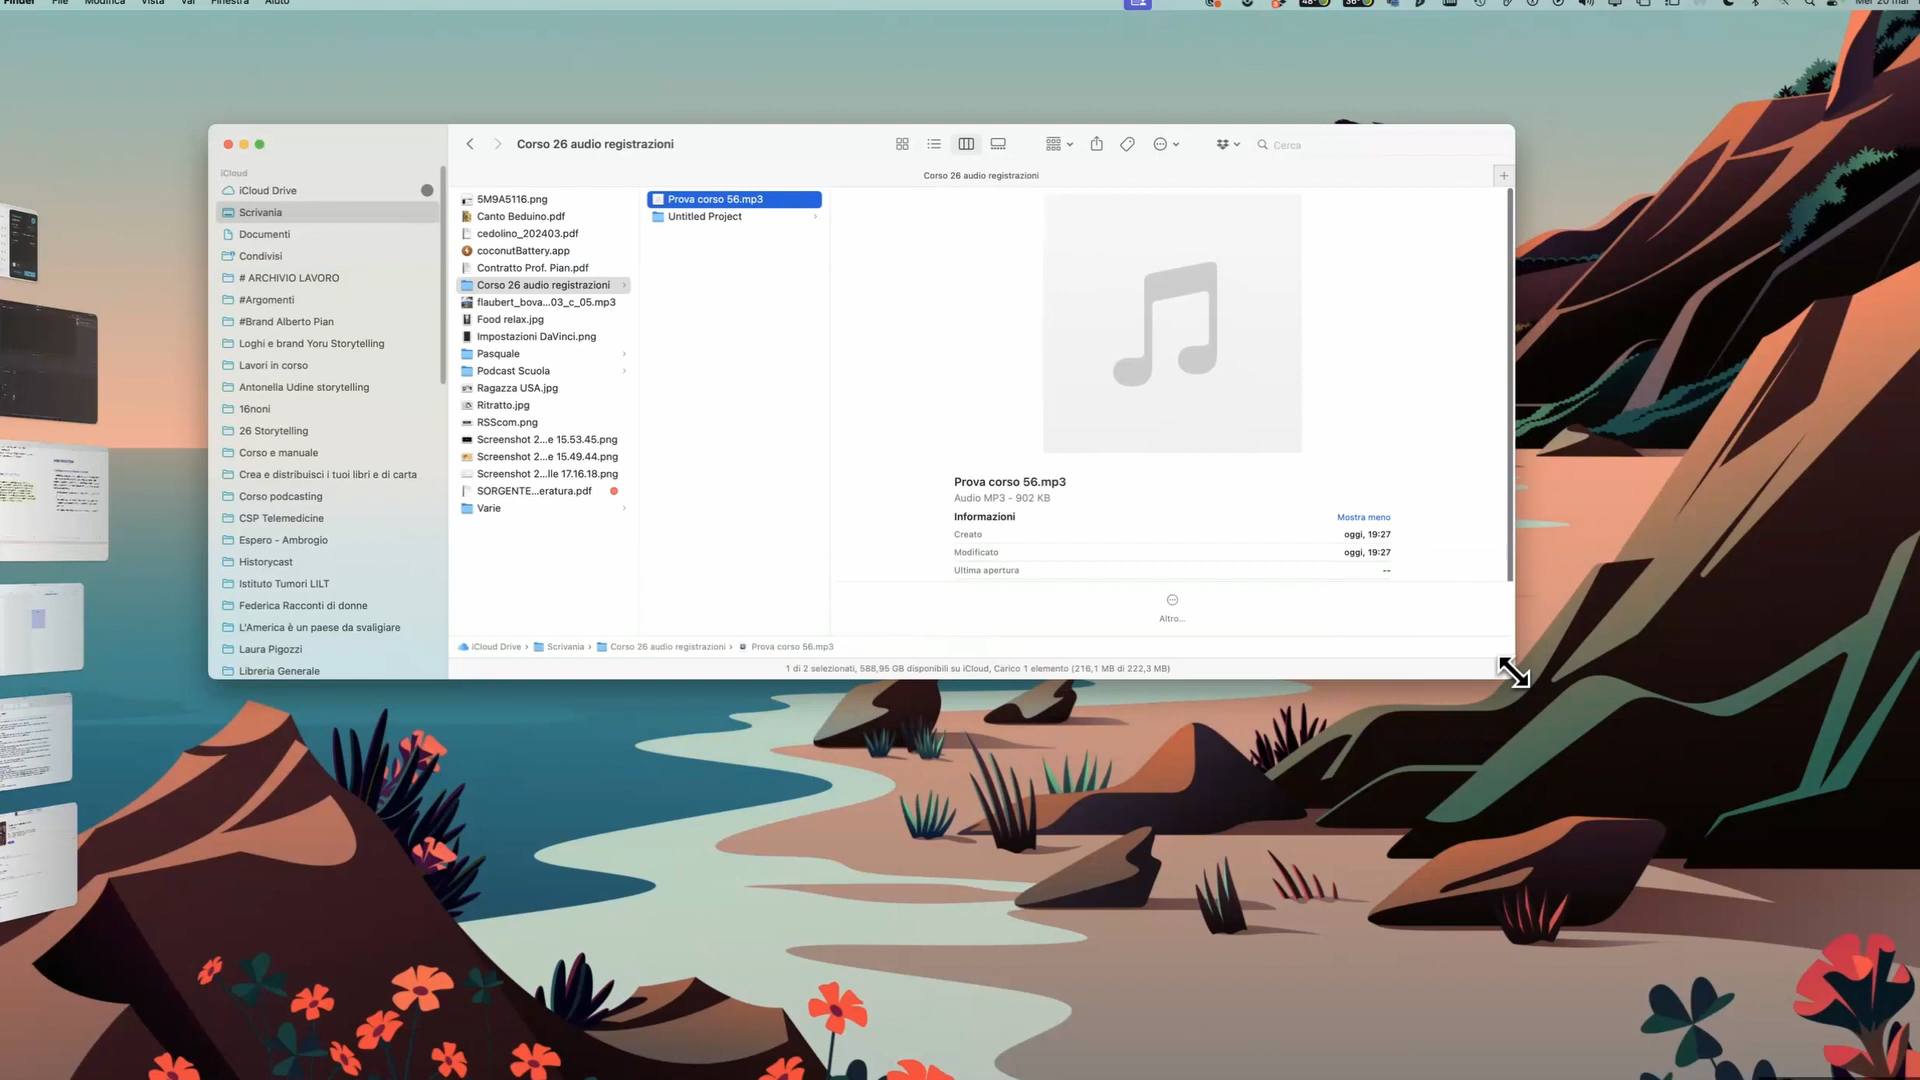 Finder File Modifica Vista Vai Finestra Aiuto
48° 36° Mer 20 mar
Corso 26 audio registrazioni
Cerca
Corso 26 audio registrazioni
iCloud
iCloud Drive
Scrivania
Documenti
Condivisi
# ARCHIVIO LAVORO
#Argomenti
#Brand Alberto Pian
Loghi e brand Yoru Storytelling
Lavori in corso
Antonella Udine storytelling
16noni
26 Storytelling
Corso e manuale
Crea e distribuisci i tuoi libri e di carta
Corso podcasting
CSP Telemedicine
Espero - Ambrogio
Historycast
Istituto Tumori LILT
Federica Racconti di donne
L'America è un paese da svaligiare
Laura Pigozzi
Libreria Generale
5M9A5116.png
Canto Beduino.pdf
cedolino_202403.pdf
coconutBattery.app
Contratto Prof. Pian.pdf
Corso 26 audio registrazioni
flaubert_bova...03_c_05.mp3
Food relax.jpg
Impostazioni DaVinci.png
Pasquale
Podcast Scuola
Ragazza USA.jpg
Ritratto.jpg
RSScom.png
Screenshot 2...e 15.53.45.png
Screenshot 2...e 15.49.44.png
Screenshot 2...lle 17.16.18.png
SORGENTE...eratura.pdf
Varie
Prova corso 56.mp3
Untitled Project
Prova corso 56.mp3
Audio MP3 - 902 KB
Informazioni Mostra meno
Creato oggi, 19:27
Modificato oggi, 19:27
Ultima apertura --
Altro...
iCloud Drive › Scrivania › Corso 26 audio registrazioni › Prova corso 56.mp3
1 di 2 selezionati, 588,95 GB disponibili su iCloud, Carico 1 elemento (216,1 MB di 222,3 MB)